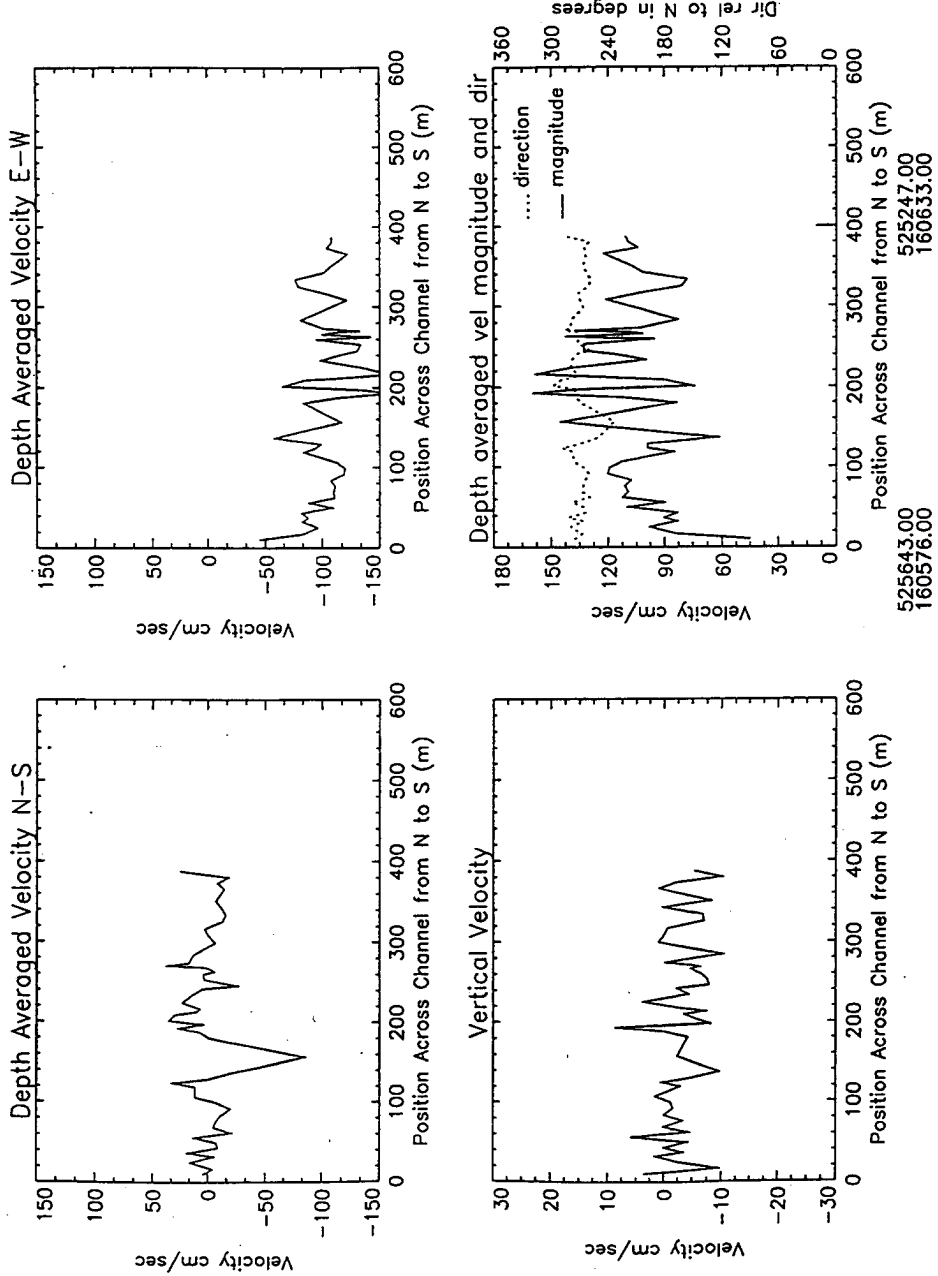 Depth Averaged Velocity N-S
Velocity cm/sec
150
100
50
0
-50
-100
-150
0 100 200 300 400 500 600
Position Across Channel from N to S (m)
Depth Averaged Velocity E-W
Velocity cm/sec
150
100
50
0
-50
-100
-150
0 100 200 300 400 500 600
Position Across Channel from N to S (m)
Vertical Velocity
Velocity cm/sec
30
20
10
0
-10
-20
-30
0 100 200 300 400 500 600
Position Across Channel from N to S (m)
Depth averaged vel magnitude and dir
Velocity cm/sec
180
150
120
90
60
30
0
0 100 200 300 400 500 600
Position Across Channel from N to S (m)
direction
magnitude
360
300
240
180
120
60
0
Dir rel to N in degrees
525643.00 525247.00
160576.00 160633.00